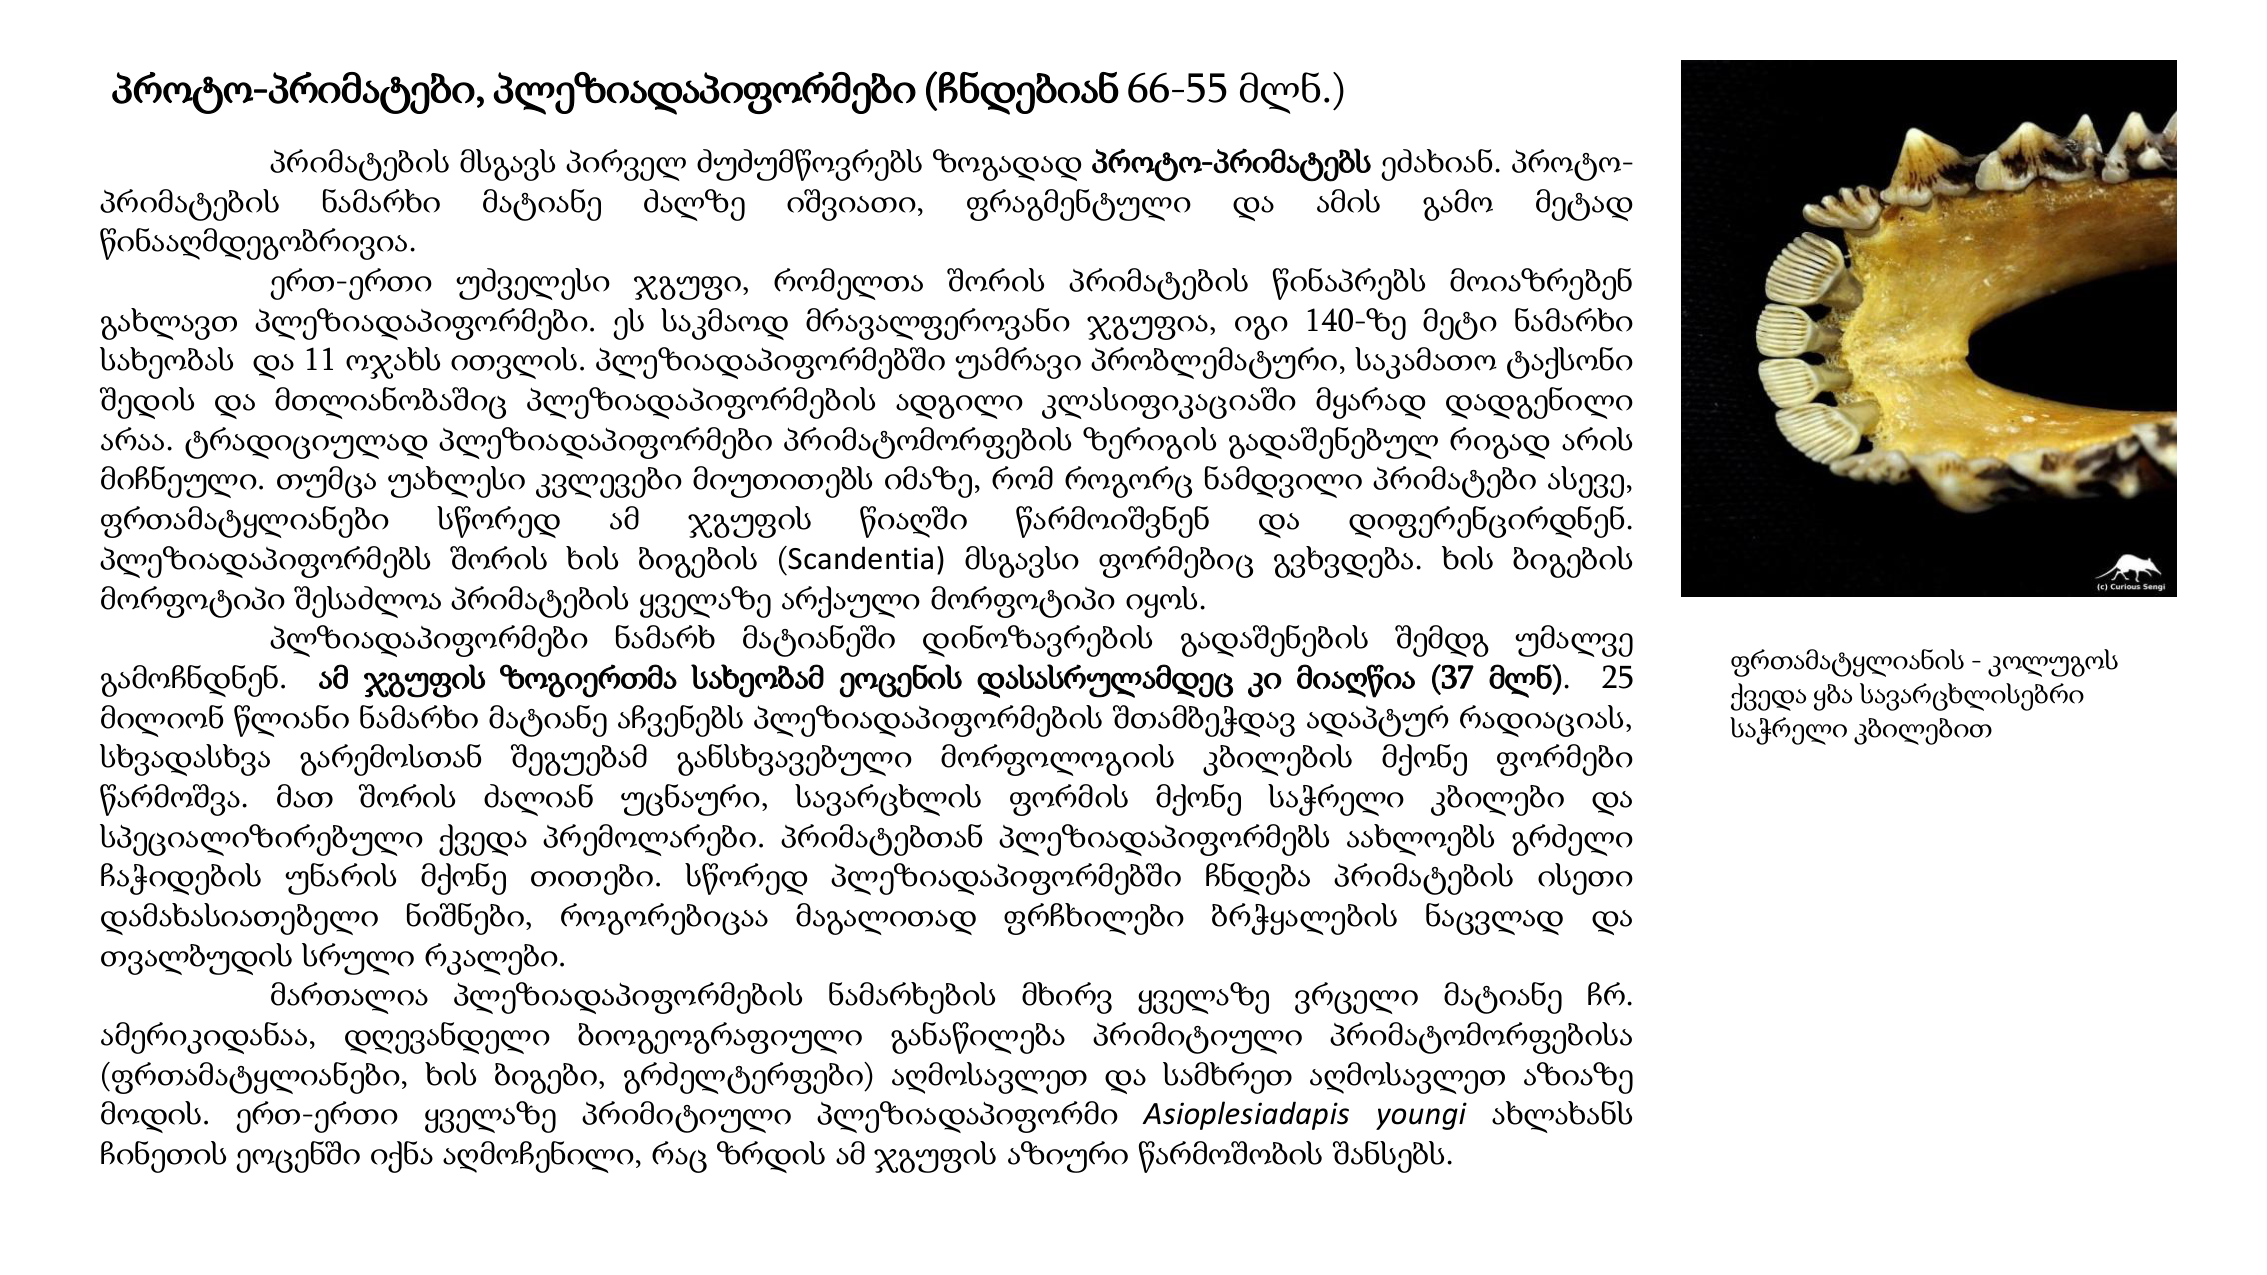 პროტო-პრიმატები, პლეზიადაპიფორმები (ჩნდებიან 66-55 მლნ.)
პრიმატების მსგავს პირველ ძუძუმწოვრებს ზოგადად პროტო-პრიმატებს ეძახიან. პროტო-
პრიმატების ნამარხი მატიანე ძალზე იშვიათი, ფრაგმენტული და ამის გამო მეტად
წინააღმდეგობრივია.
ერთ-ერთი უძველესი ჯგუფი, რომელთა შორის პრიმატების წინაპრებს მოიაზრებენ
გახლავთ პლეზიადაპიფორმები. ეს საკმაოდ მრავალფეროვანი ჯგუფია, იგი 140-ზე მეტი ნამარხი
სახეობას და 11 ოჯახს ითვლის. პლეზიადაპიფორმებში უამრავი პრობლემატური, საკამათო ტაქსონი
შედის და მთლიანობაშიც პლეზიადაპიფორმების ადგილი კლასიფიკაციაში მყარად დადგენილი
არაა. ტრადიციულად პლეზიადაპიფორმები პრიმატომორფების ზერიგის გადაშენებულ რიგად არის
მიჩნეული. თუმცა უახლესი კვლევები მიუთითებს იმაზე, რომ როგორც ნამდვილი პრიმატები ასევე,
ფრთამატყლიანები სწორედ ამ ჯგუფის წიაღში წარმოიშვნენ და დიფერენცირდნენ.
პლეზიადაპიფორმებს შორის ხის ბიგების (Scandentia) მსგავსი ფორმებიც გვხვდება. ხის ბიგების
მორფოტიპი შესაძლოა პრიმატების ყველაზე არქაული მორფოტიპი იყოს.
პლზიადაპიფორმები ნამარხ მატიანეში დინოზავრების გადაშენების შემდგ უმალვე
გამოჩნდნენ. ამ ჯგუფის ზოგიერთმა სახეობამ ეოცენის დასასრულამდეც კი მიაღწია (37 მლნ). 25
მილიონ წლიანი ნამარხი მატიანე აჩვენებს პლეზიადაპიფორმების შთამბეჭდავ ადაპტურ რადიაციას,
სხვადასხვა გარემოსთან შეგუებამ განსხვავებული მორფოლოგიის კბილების მქონე ფორმები
წარმოშვა. მათ შორის ძალიან უცნაური, სავარცხლის ფორმის მქონე საჭრელი კბილები და
სპეციალიზირებული ქვედა პრემოლარები. პრიმატებთან პლეზიადაპიფორმებს აახლოებს გრძელი
ჩაჭიდების უნარის მქონე თითები. სწორედ პლეზიადაპიფორმებში ჩნდება პრიმატების ისეთი
დამახასიათებელი ნიშნები, როგორებიცაა მაგალითად ფრჩხილები ბრჭყალების ნაცვლად და
თვალბუდის სრული რკალები.
მართალია პლეზიადაპიფორმების ნამარხების მხირვ ყველაზე ვრცელი მატიანე ჩრ.
ამერიკიდანაა, დღევანდელი ბიოგეოგრაფიული განაწილება პრიმიტიული პრიმატომორფებისა
(ფრთამატყლიანები, ხის ბიგები, გრძელტერფები) აღმოსავლეთ და სამხრეთ აღმოსავლეთ აზიაზე
მოდის. ერთ-ერთი ყველაზე პრიმიტიული პლეზიადაპიფორმი Asioplesiadapis youngi ახლახანს
ჩინეთის ეოცენში იქნა აღმოჩენილი, რაც ზრდის ამ ჯგუფის აზიური წარმოშობის შანსებს.
(c) Curious Sengi
ფრთამატყლიანის - კოლუგოს
ქვედა ყბა სავარცხლისებრი
საჭრელი კბილებით